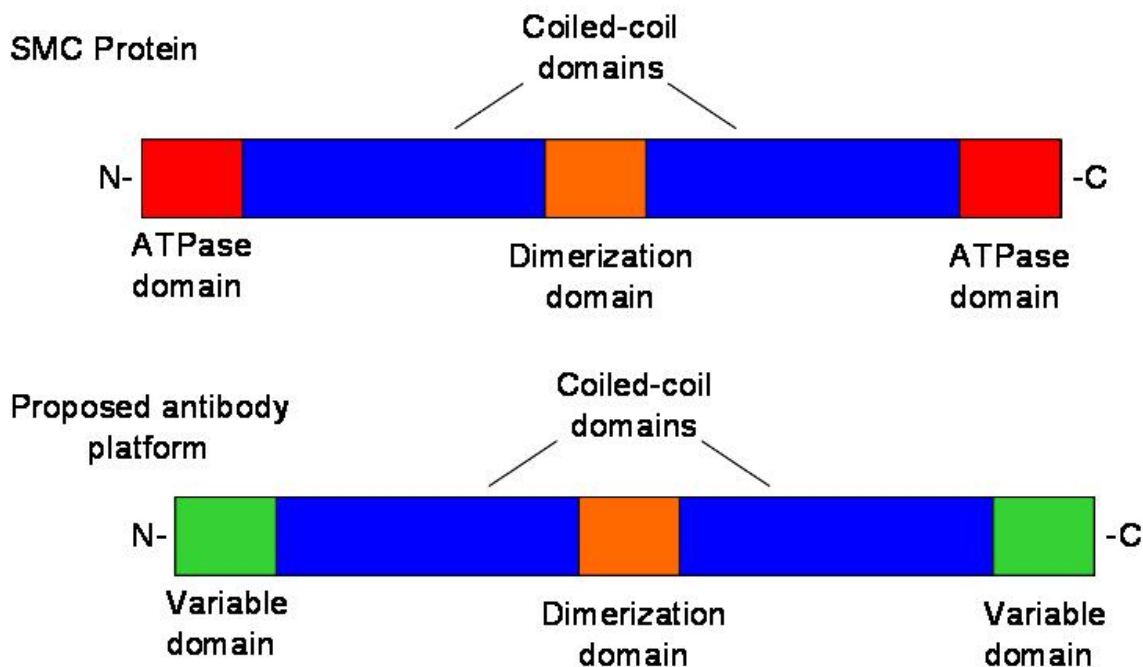 SMC Protein
Coiled-coil
domains
N-
-C
ATPase
domain
Dimerization
domain
ATPase
domain
Proposed antibody
platform
Coiled-coil
domains
N-
-C
Variable
domain
Dimerization
domain
Variable
domain